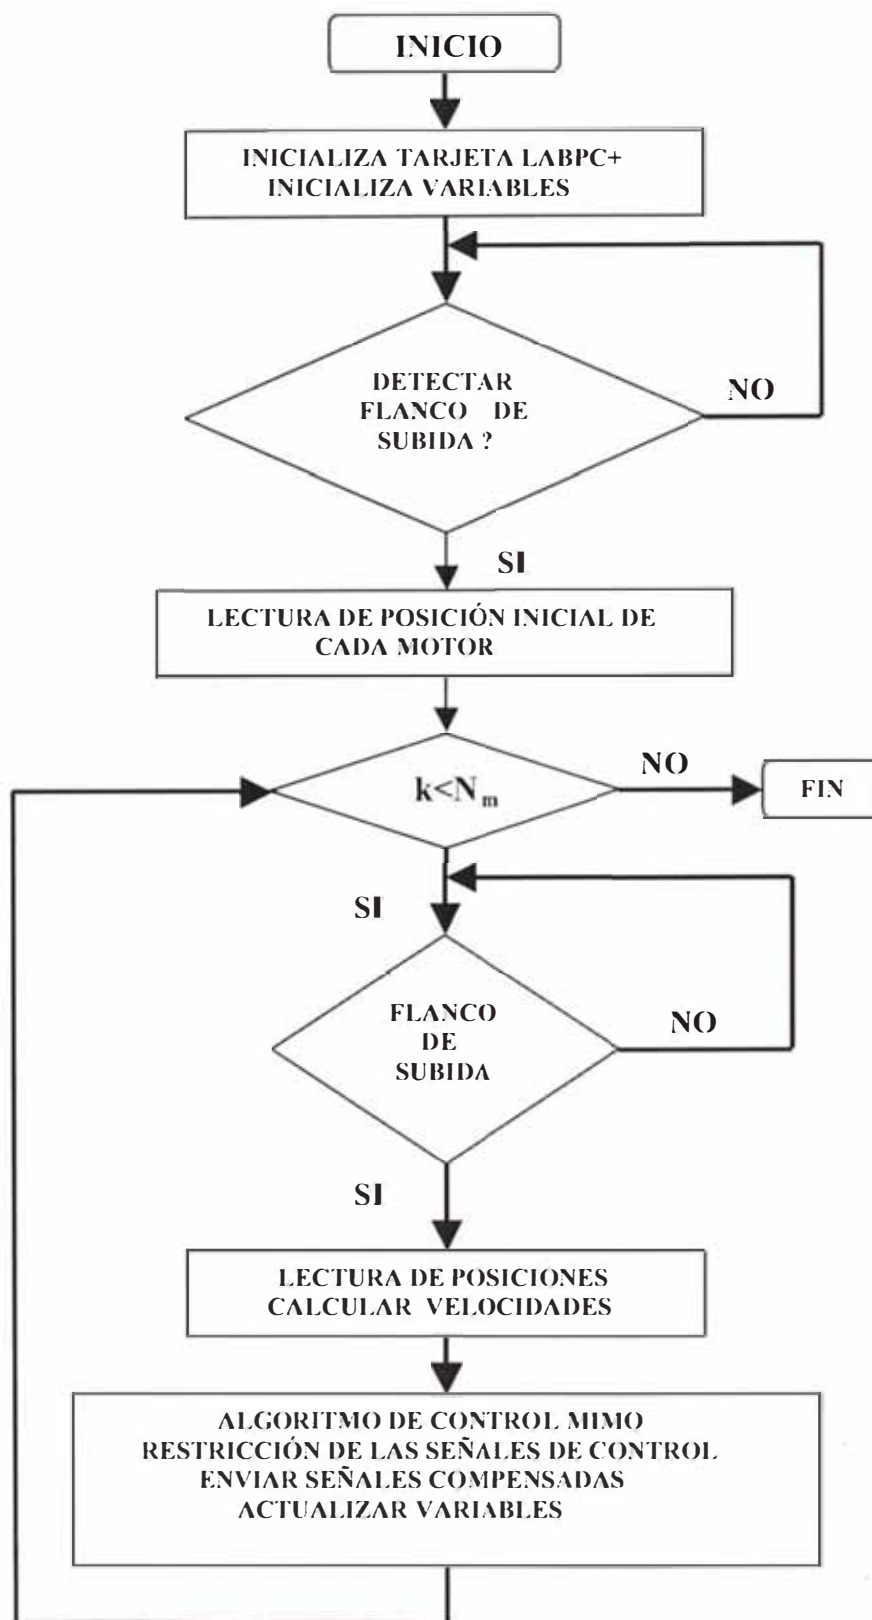 INICIO
INICIALIZA TARJETA LABPC+
INICIALIZA VARIABLES
DETECTAR
FLANCO DE
SUBIDA ?
NO
SI
LECTURA DE POSICIÓN INICIAL DE
CADA MOTOR
k<Nm
NO
FIN
SI
FLANCO
DE
SUBIDA
NO
SI
LECTURA DE POSICIONES
CALCULAR VELOCIDADES
ALGORITMO DE CONTROL MIMO
RESTRICCIÓN DE LAS SEÑALES DE CONTROL
ENVIAR SEÑALES COMPENSADAS
ACTUALIZAR VARIABLES